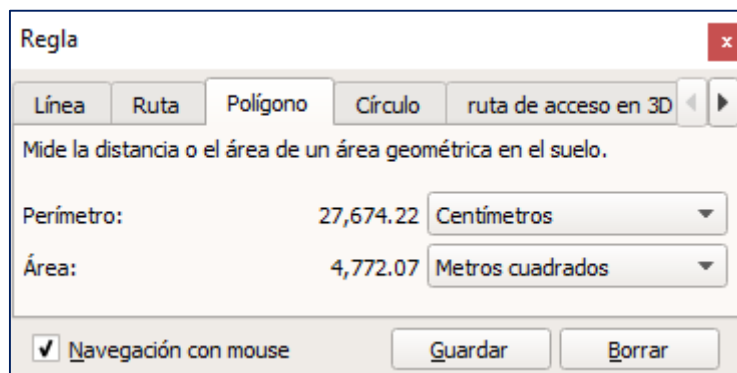 Regla
Línea Ruta Polígono Círculo ruta de acceso en 3D
Mide la distancia o el área de un área geométrica en el suelo.
Perímetro: 27,674.22 Centímetros
Área: 4,772.07 Metros cuadrados
Navegación con mouse Guardar Borrar